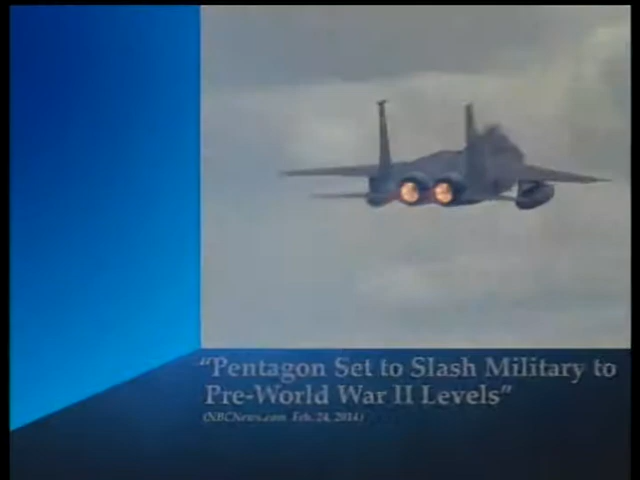 “Pentagon Set to Slash Military to
Pre-World War II Levels”
(NBCNews.com Feb. 24, 2014)